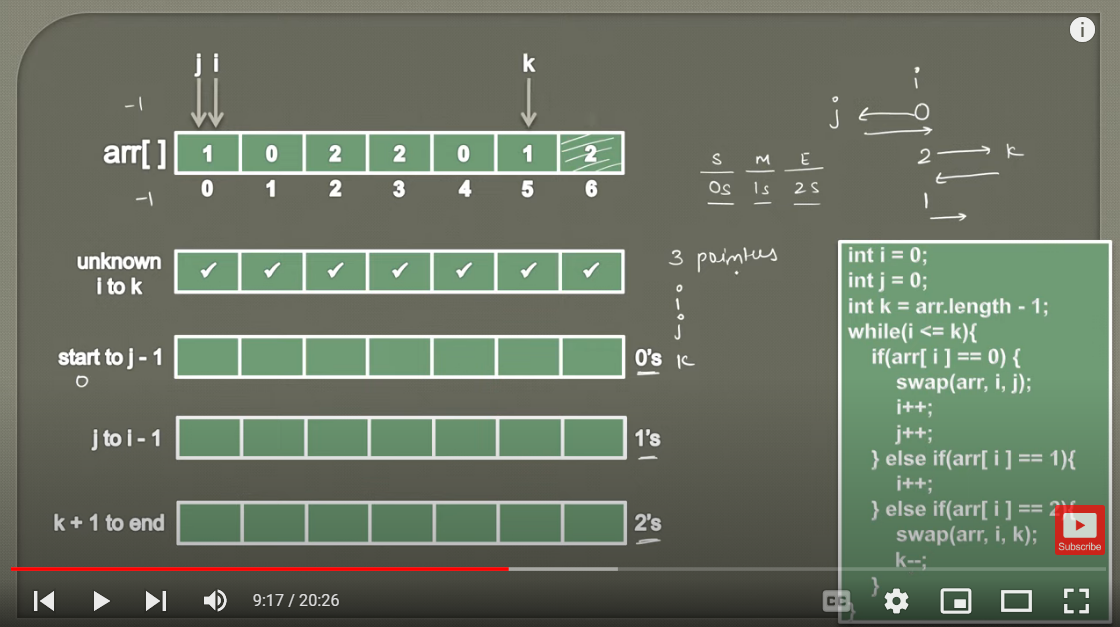 j i k
-1
arr[ ] 1 0 2 2 0 1 2
0 1 2 3 4 5 6
-1
unknown
i to k
✓ ✓ ✓ ✓ ✓ ✓ ✓
start to j - 1
0
0's
j to i - 1
1's
k + 1 to end
2's
S M E
0s 1s 2s
i
j 0
2 k
1
3 pointers
i
j
k
int i = 0;
int j = 0;
int k = arr.length - 1;
while(i <= k){
if(arr[ i ] == 0) {
swap(arr, i, j);
i++;
j++;
} else if(arr[ i ] == 1){
i++;
} else if(arr[ i ] == 2){
swap(arr, i, k);
k--;
}
}
Subscribe
9:17 / 20:26
CC
i